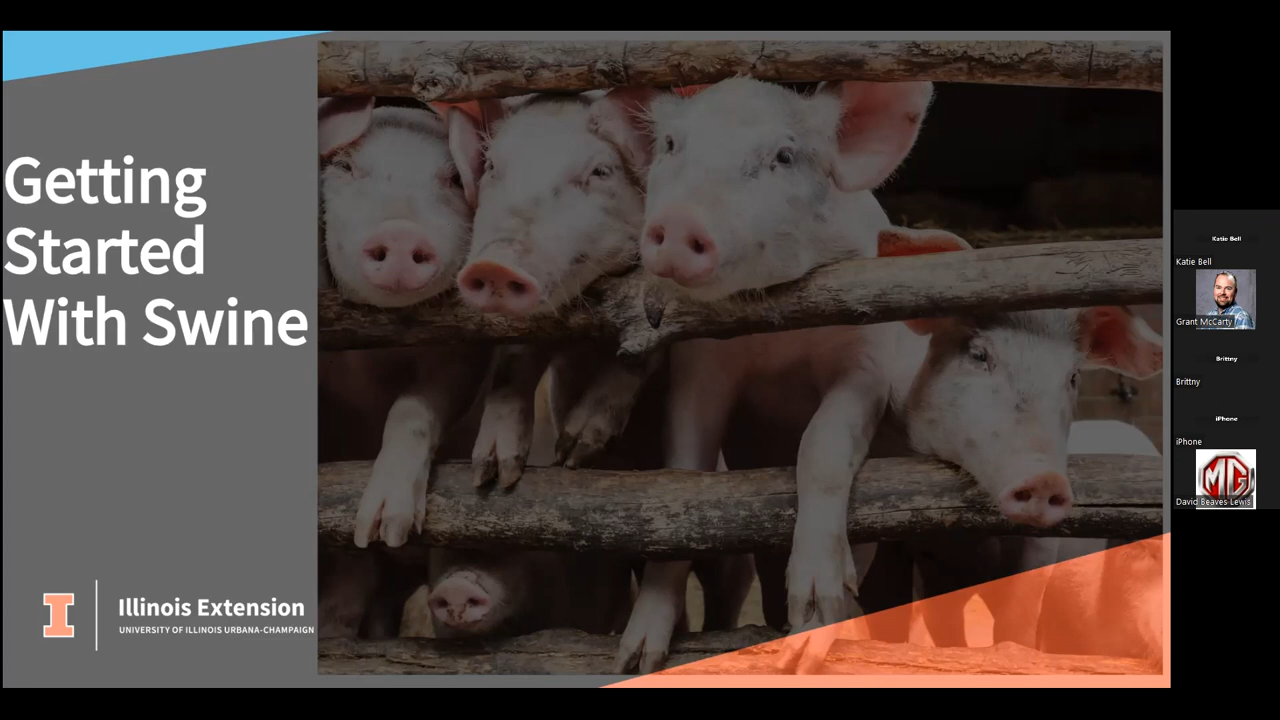 Getting
Started
With Swine
I
Illinois Extension
UNIVERSITY OF ILLINOIS URBANA-CHAMPAIGN
Katie Bell
Katie Bell
Grant McCarty
Brittny
Brittny
iPhone
iPhone
MG
David Beaves Lewis